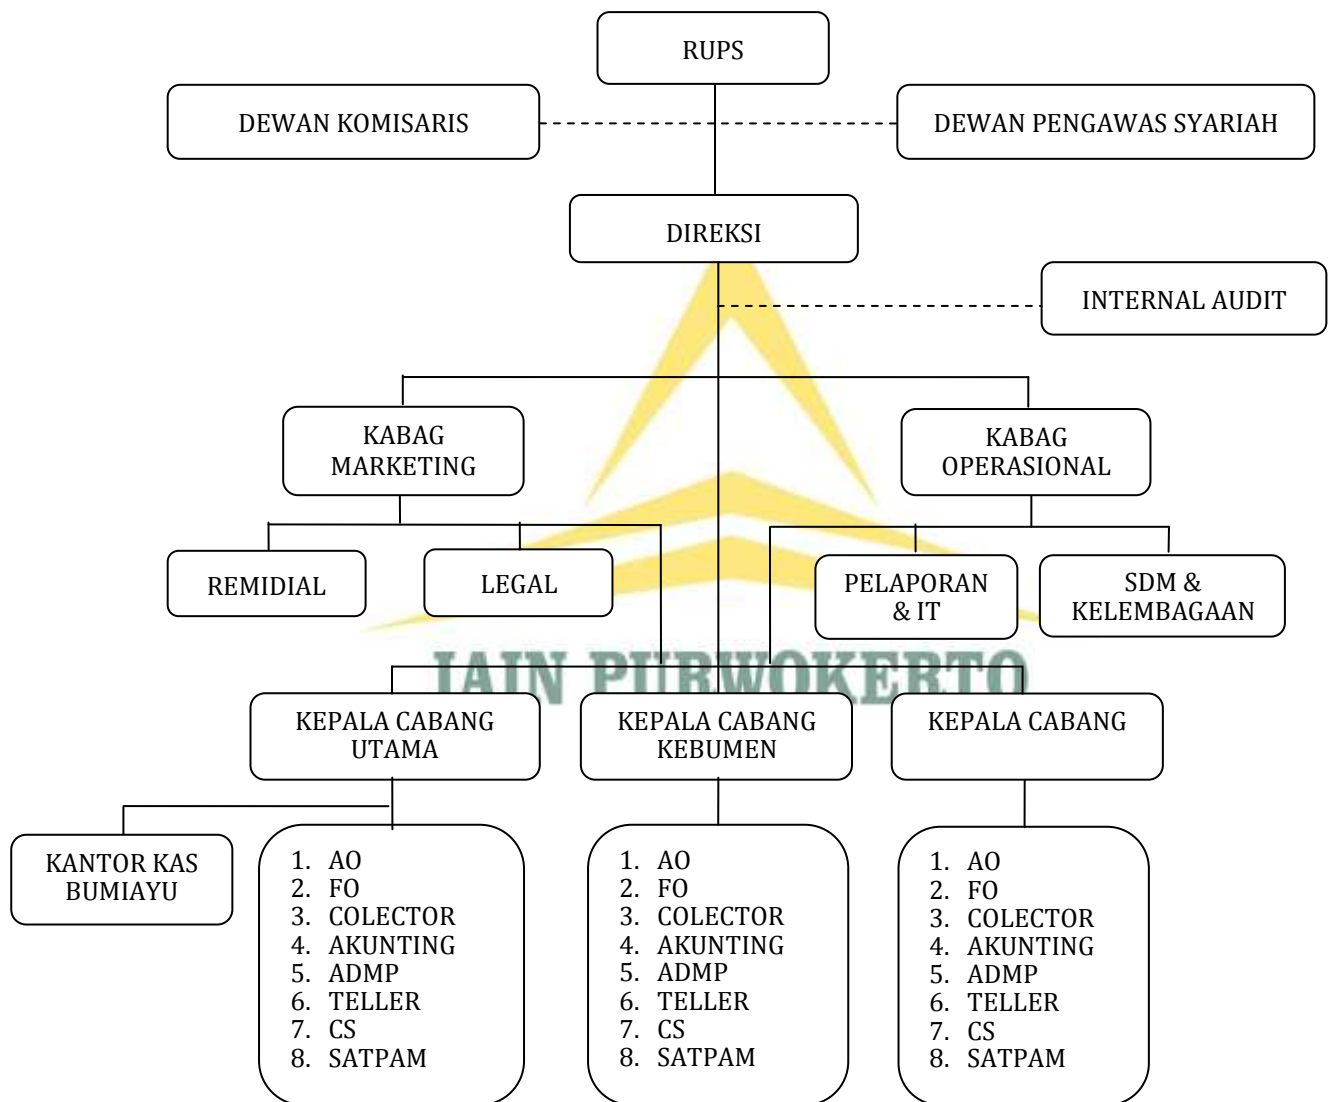 RUPS
DEWAN KOMISARIS
DEWAN PENGAWAS SYARIAH
DIREKSI
INTERNAL AUDIT
KABAG
MARKETING
KABAG
OPERASIONAL
REMIDIAL
LEGAL
PELAPORAN
& IT
SDM &
KELEMBAGAAN
IAIN PURWOKERTO
KEPALA CABANG
UTAMA
KEPALA CABANG
KEBUMEN
KEPALA CABANG
KANTOR KAS
BUMIAYU
1. AO
2. FO
3. COLECTOR
4. AKUNTING
5. ADMP
6. TELLER
7. CS
8. SATPAM
1. AO
2. FO
3. COLECTOR
4. AKUNTING
5. ADMP
6. TELLER
7. CS
8. SATPAM
1. AO
2. FO
3. COLECTOR
4. AKUNTING
5. ADMP
6. TELLER
7. CS
8. SATPAM